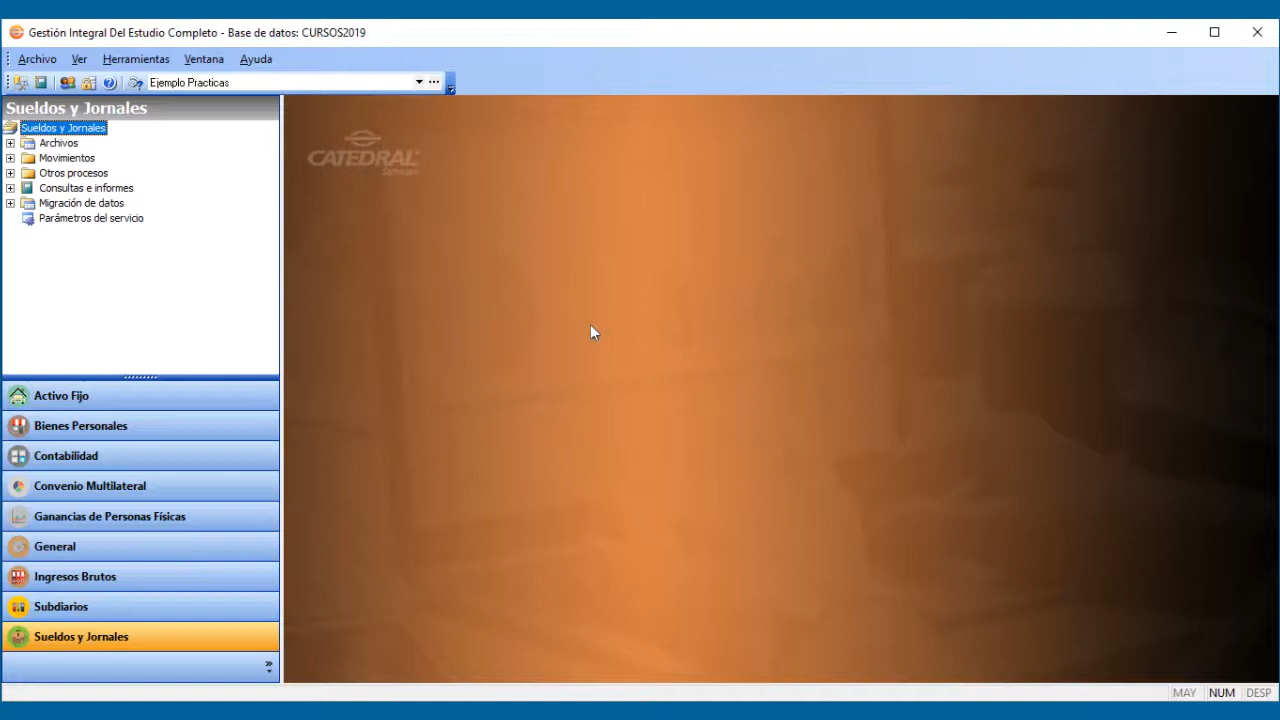 Gestión Integral Del Estudio Completo - Base de datos: CURSOS2019
Archivo Ver Herramientas Ventana Ayuda
Ejemplo Practicas
Sueldos y Jornales
Sueldos y Jornales
Archivos
Movimientos
Otros procesos
Consultas e informes
Migración de datos
Parámetros del servicio
CATEDRAL
Software
Activo Fijo
Bienes Personales
Contabilidad
Convenio Multilateral
Ganancias de Personas Físicas
General
Ingresos Brutos
Subdiarios
Sueldos y Jornales
MAY NUM DESP